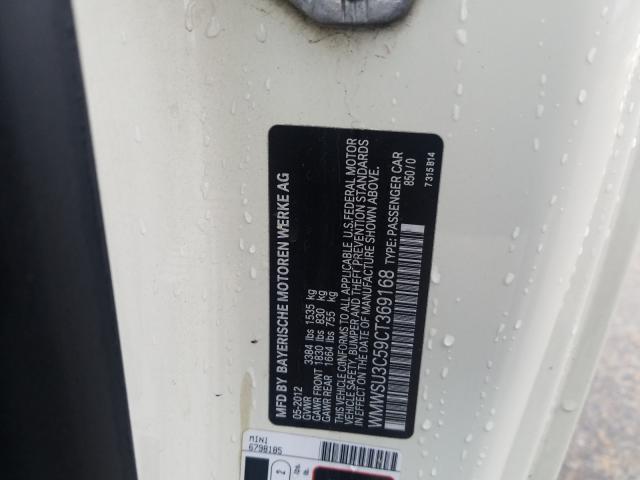 MFD BY BAYERISCHE MOTOREN WERKE AG
05-2012
GVWR 3384 lbs 1535 kg
GAWR FRONT 1830 lbs 830 kg
GAWR REAR 1664 lbs 755 kg
THIS VEHICLE CONFORMS TO ALL APPLICABLE U.S. FEDERAL MOTOR
VEHICLE SAFETY, BUMPER AND THEFT PREVENTION STANDARDS
IN EFFECT ON THE DATE OF MANUFACTURE SHOWN ABOVE.
WMWSU3C59CT369168 TYPE: PASSENGER CAR
850/0
7315B14
MINI
6798185
2